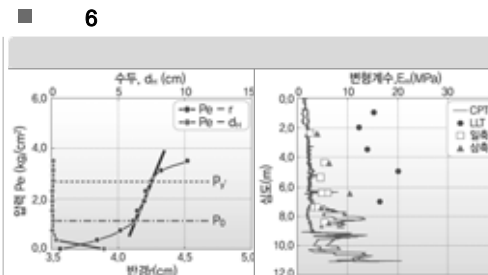 ■ 6
수두, dH (cm)
0 5 10 15
6.0
4.0
2.0
0.0
압력 Pe (kg/cm²)
Pe - r
Pe - dH
Py
P0
3.5 4.0 4.5 5.0
반경r(cm)
변형계수,Em(MPa)
0 10 20 30
0.0
2.0
4.0
6.0
8.0
10.0
12.0
심도(m)
CPT
LLT
일축
삼축